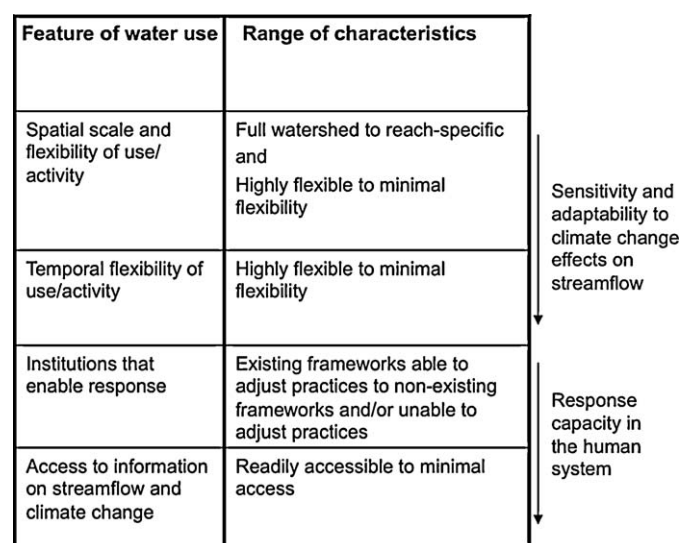 Feature of water use
Range of characteristics
Spatial scale and
flexibility of use/
activity
Full watershed to reach-specific
and
Highly flexible to minimal
flexibility
Temporal flexibility of
use/activity
Highly flexible to minimal
flexibility
Sensitivity and
adaptability to
climate change
effects on
streamflow
Institutions that
enable response
Existing frameworks able to
adjust practices to non-existing
frameworks and/or unable to
adjust practices
Access to information
on streamflow and
climate change
Readily accessible to minimal
access
Response
capacity in
the human
system